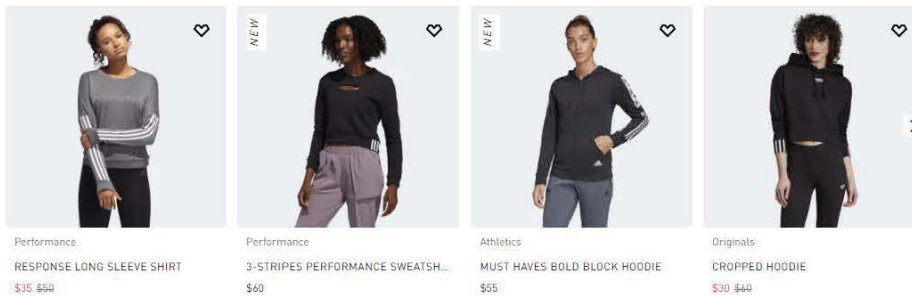 NEW
NEW
Performance
Performance
Athletics
Originals
RESPONSE LONG SLEEVE SHIRT
3-STRIPES PERFORMANCE SWEATSH...
MUST HAVES BOLD BLOCK HOODIE
CROPPED HOODIE
$35 $50
$60
$55
$30 $60